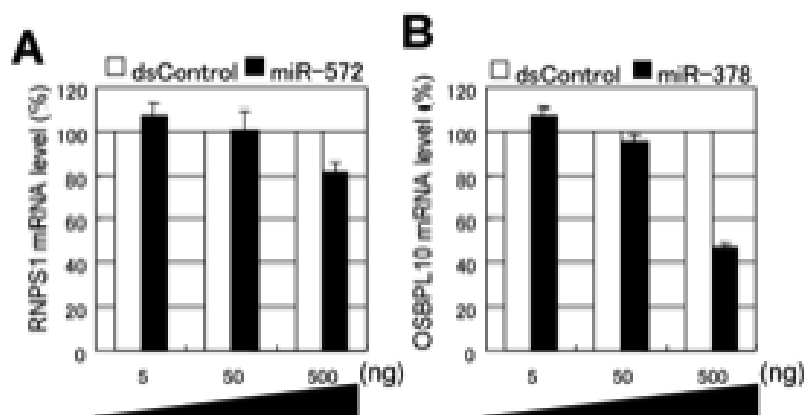 A
□ dsControl ■ miR-572
RNPS1 mRNA level (%)
120
100
80
60
40
20
0
5 50 500 (ng)
B
□ dsControl ■ miR-378
OSBPL10 mRNA level (%)
120
100
80
60
40
20
0
5 50 500 (ng)